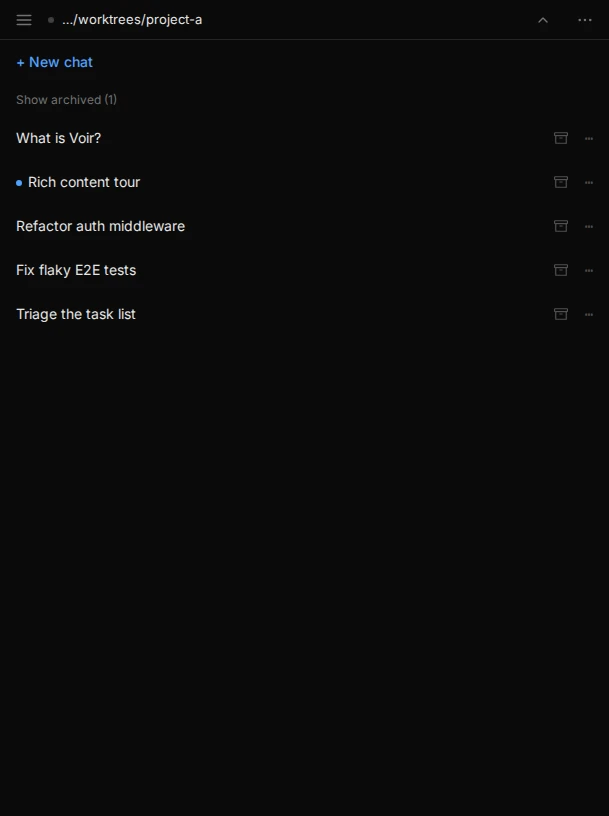 .../worktrees/project-a
+ New chat
Show archived (1)
What is Voir?
Rich content tour
Refactor auth middleware
Fix flaky E2E tests
Triage the task list